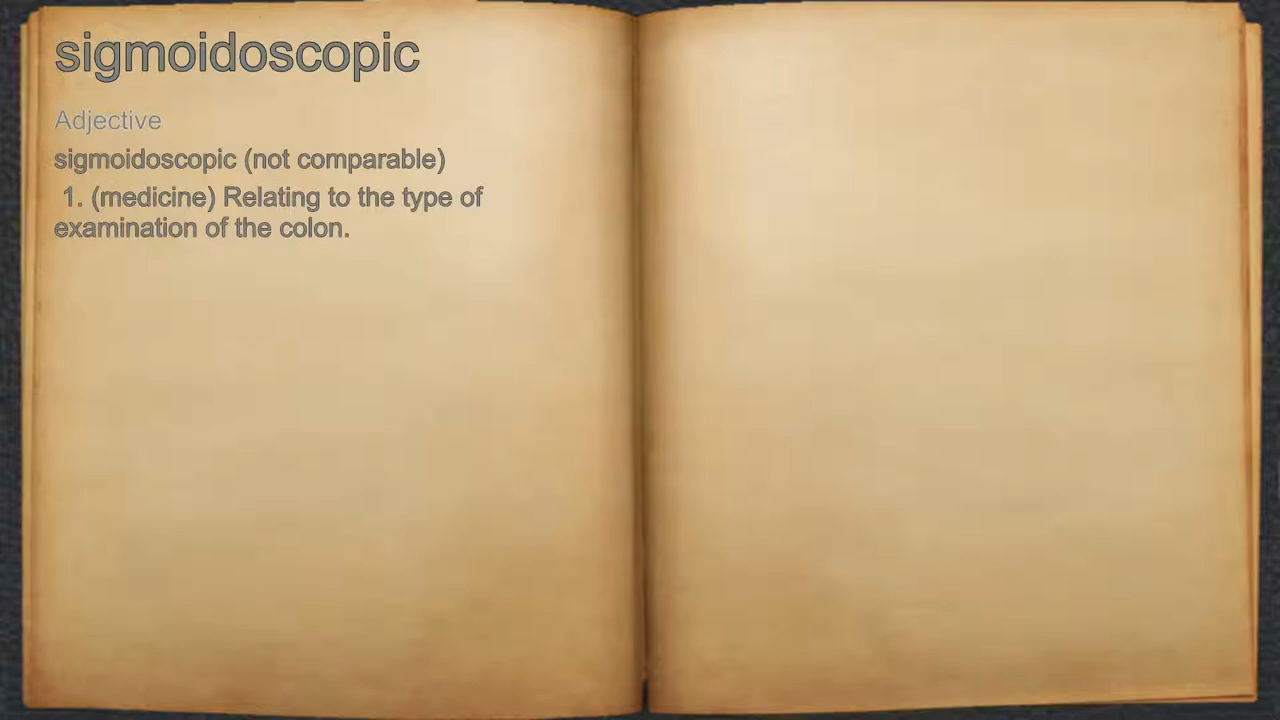 sigmoidoscopic
Adjective
sigmoidoscopic (not comparable)
1. (medicine) Relating to the type of
examination of the colon.